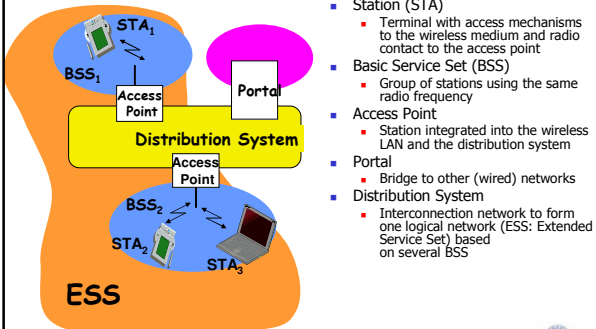 STA₁
BSS₁
Access
Point
Portal
Distribution System
Access
Point
BSS₂
STA₂
STA₃
ESS
Station (STA)
Terminal with access mechanisms
to the wireless medium and radio
contact to the access point
Basic Service Set (BSS)
Group of stations using the same
radio frequency
Access Point
Station integrated into the wireless
LAN and the distribution system
Portal
Bridge to other (wired) networks
Distribution System
Interconnection network to form
one logical network (ESS: Extended
Service Set) based
on several BSS